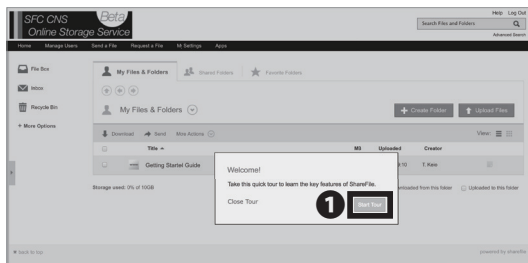 Help Log Out
SFC CNS Beta
Online Storage Service
Search Files and Folders
Advanced Search
Home Manage Users Send a File Request a File Apps
File Box
Inbox
Recycle Bin
+ More Options
My Files & Folders Shared Folders Favorite Folders
My Files & Folders
+ Create Folder Upload Files
Download Send More Actions View:
Title MB Uploaded Creator
Getting Started Guide
Storage used: 0% of 10GB
Uploaded to this folder
Welcome!
Take this quick tour to learn the key features of ShareFile.
Close Tour 1 Start Tour
back to top powered by sharefile